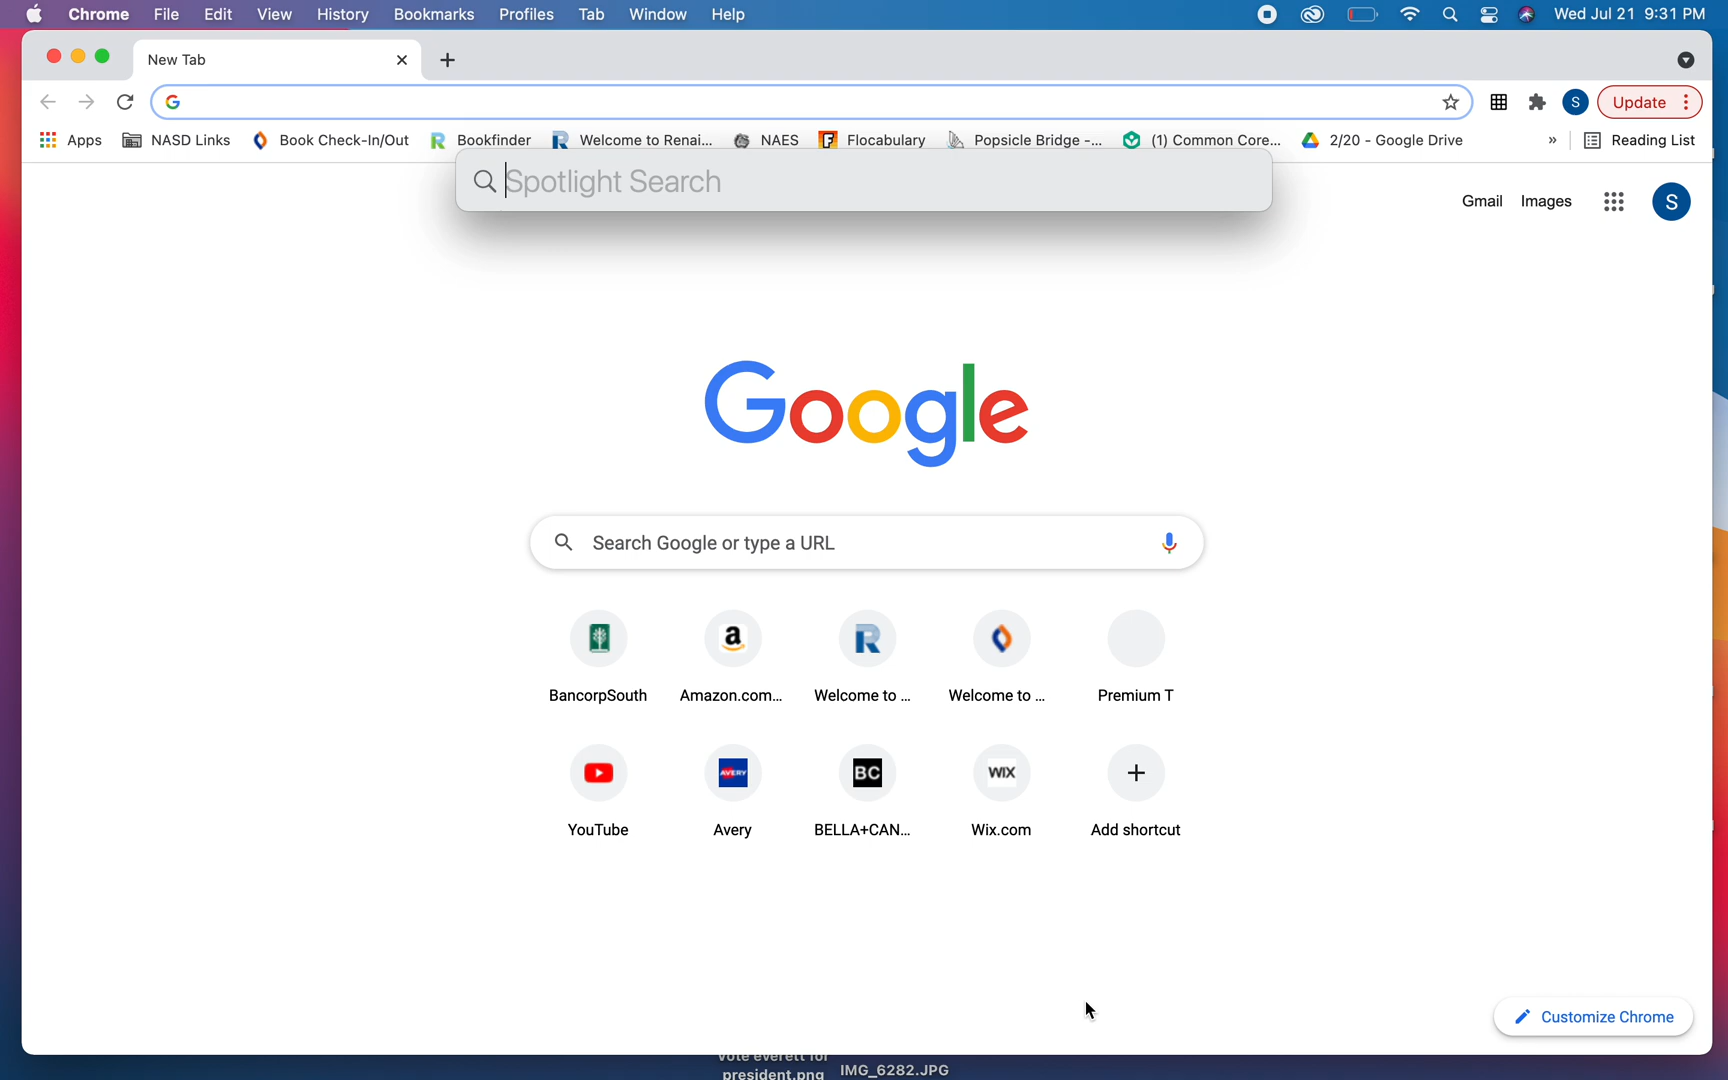 Chrome File Edit View History Bookmarks Profiles Tab Window Help Wed Jul 21 9:31 PM
New Tab
Update
Apps NASD Links Book Check-In/Out Bookfinder Welcome to Renai... NAES Flocabulary Popsicle Bridge -... (1) Common Core... 2/20 - Google Drive » Reading List
Spotlight Search
Gmail Images S
Google
Search Google or type a URL
BancorpSouth Amazon.com... Welcome to ... Welcome to ... Premium T
YouTube Avery BELLA+CAN... Wix.com Add shortcut
Customize Chrome
vote everett for
president.png IMG_6282.JPG